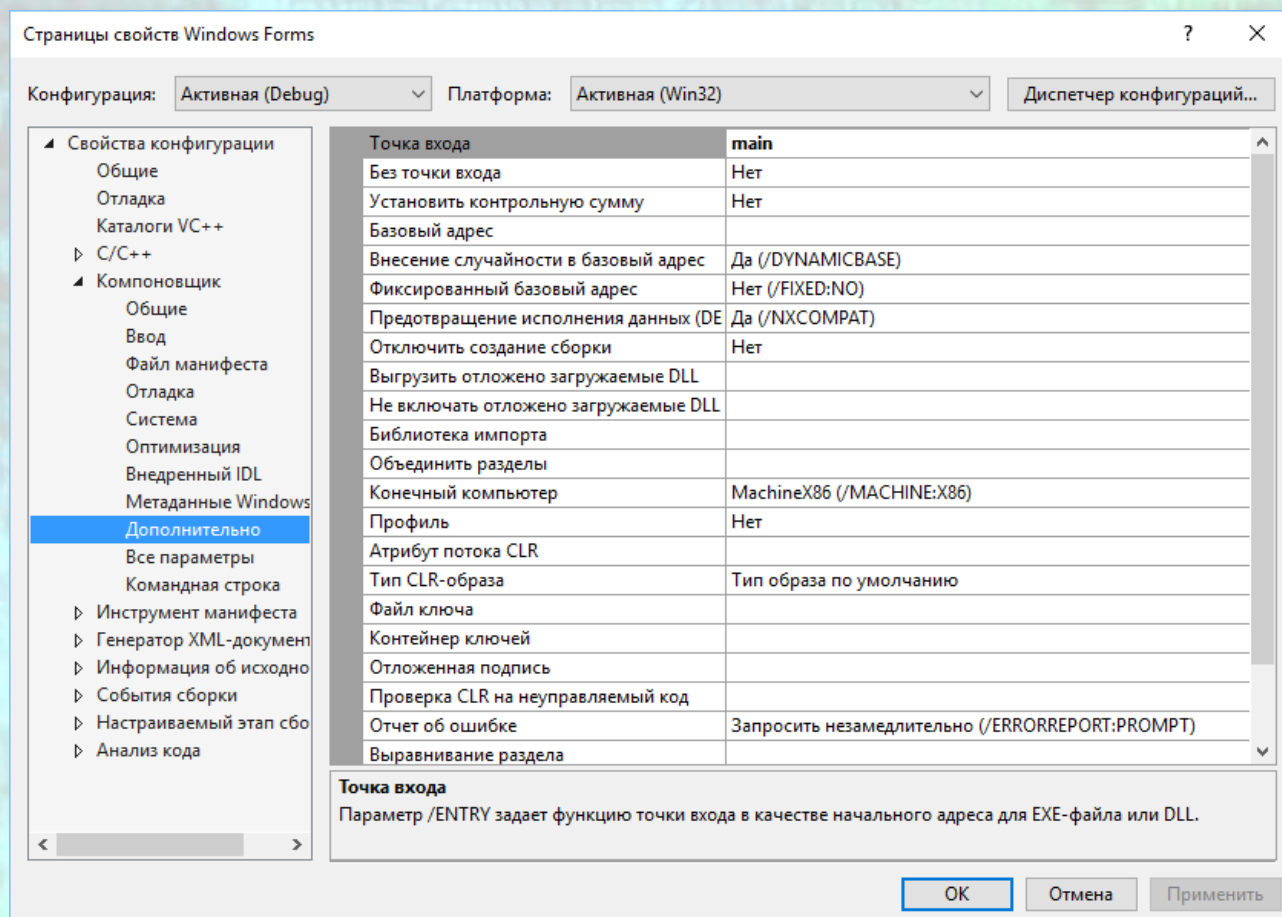 Страницы свойств Windows Forms
?
Конфигурация: Активная (Debug) Платформа: Активная (Win32) Диспетчер конфигураций...
Свойства конфигурации
Общие
Отладка
Каталоги VC++
C/C++
Компоновщик
Общие
Ввод
Файл манифеста
Отладка
Система
Оптимизация
Внедренный IDL
Метаданные Windows
Дополнительно
Все параметры
Командная строка
Инструмент манифеста
Генератор XML-документ
Информация об исходно
События сборки
Настраиваемый этап сбо
Анализ кода
Точка входа main
Без точки входа Нет
Установить контрольную сумму Нет
Базовый адрес
Внесение случайности в базовый адрес Да (/DYNAMICBASE)
Фиксированный базовый адрес Нет (/FIXED:NO)
Предотвращение исполнения данных (DE Да (/NXCOMPAT)
Отключить создание сборки Нет
Выгрузить отложено загружаемые DLL
Не включать отложено загружаемые DLL
Библиотека импорта
Объединить разделы
Конечный компьютер MachineX86 (/MACHINE:X86)
Профиль Нет
Атрибут потока CLR
Тип CLR-образа Тип образа по умолчанию
Файл ключа
Контейнер ключей
Отложенная подпись
Проверка CLR на неуправляемый код
Отчет об ошибке Запросить незамедлительно (/ERRORREPORT:PROMPT)
Выравнивание раздела
Точка входа
Параметр /ENTRY задает функцию точки входа в качестве начального адреса для EXE-файла или DLL.
ОК Отмена Применить